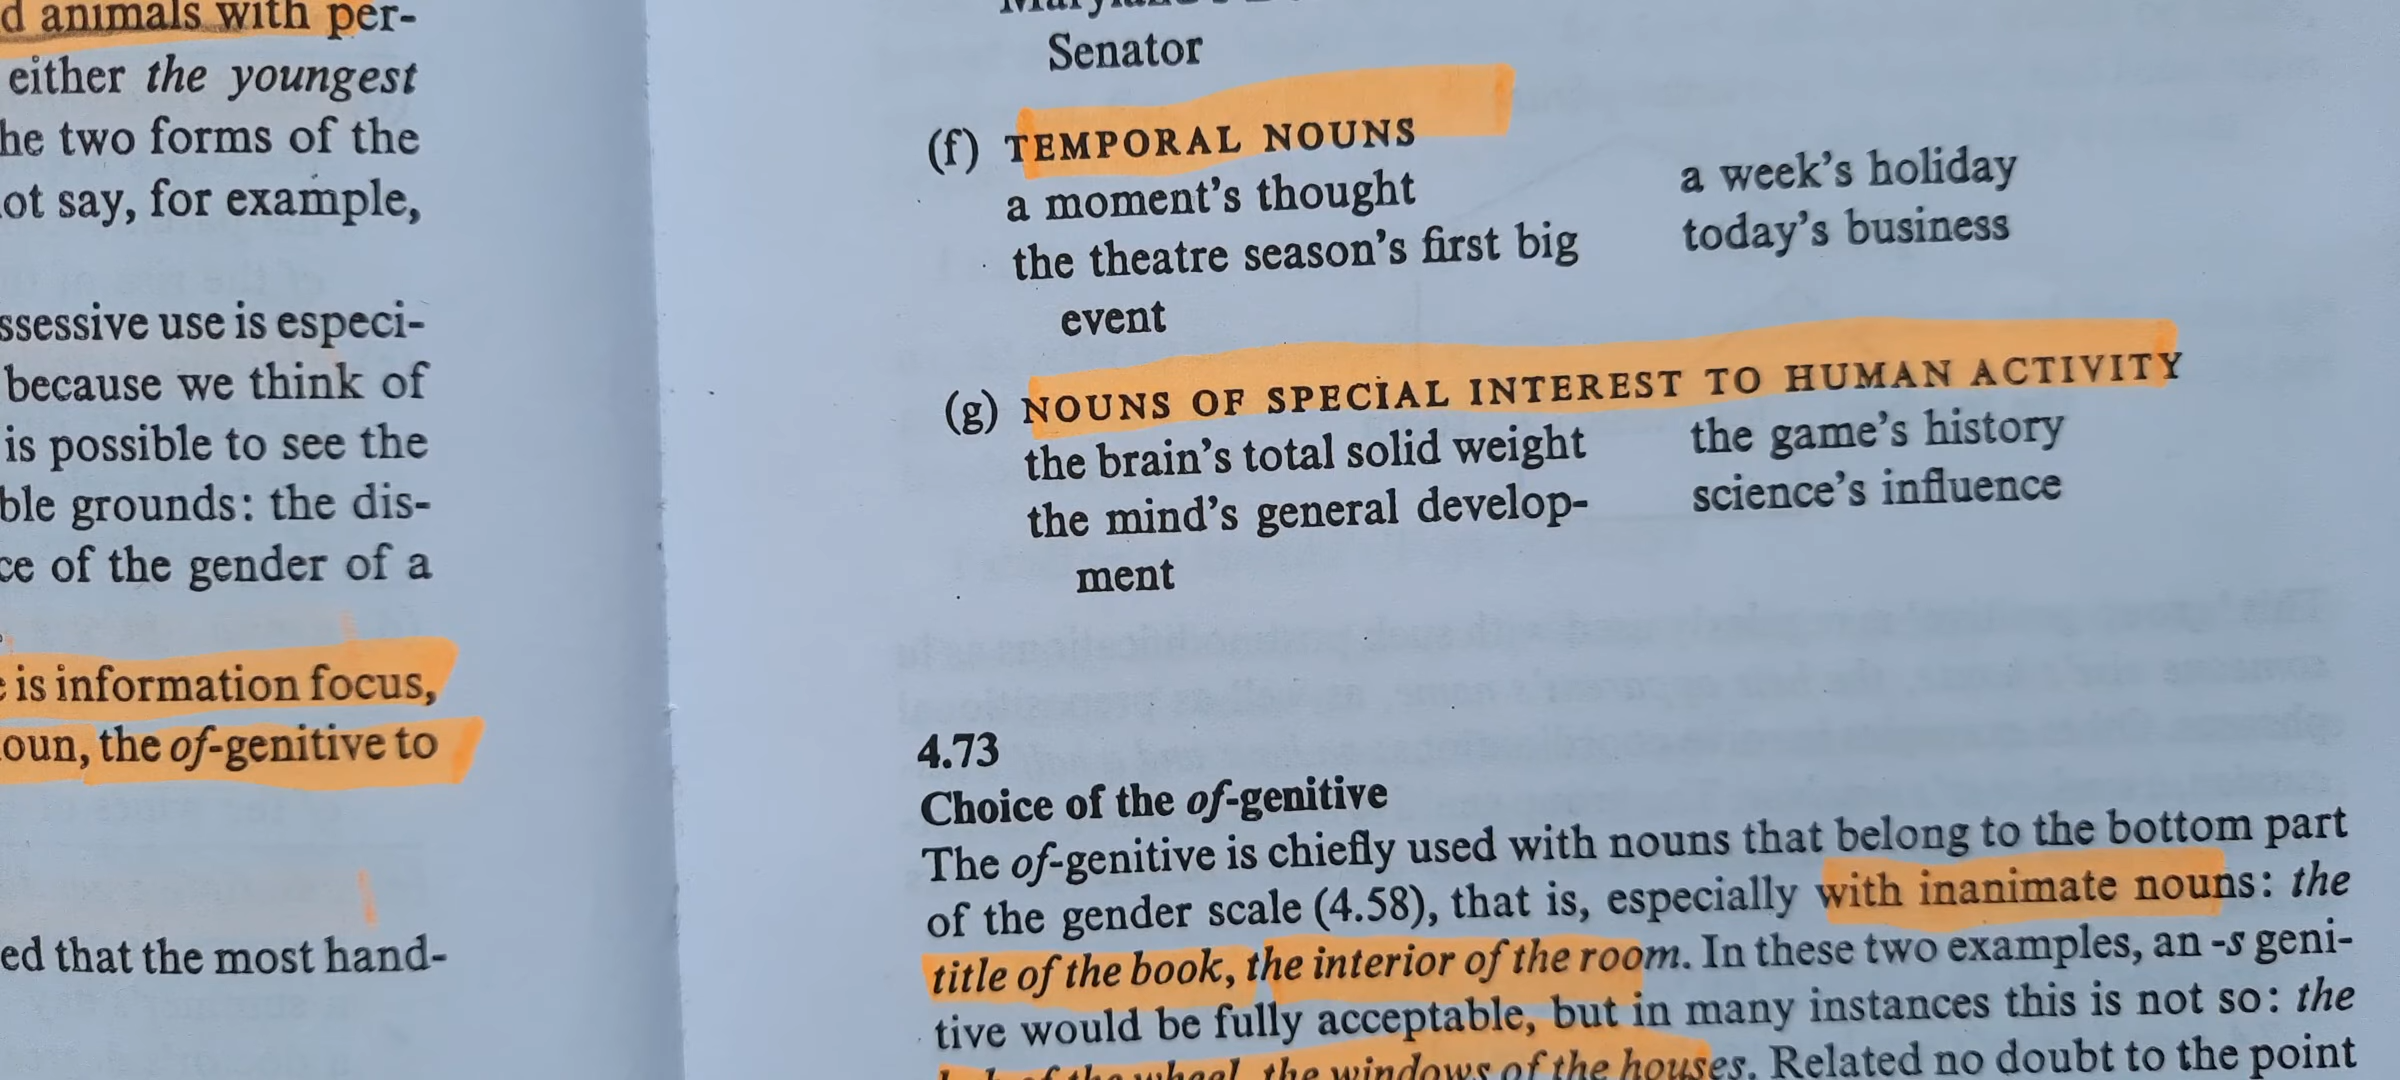 d animals with per-
either the youngest
he two forms of the
ot say, for example,
ssessive use is especi-
because we think of
is possible to see the
ble grounds: the dis-
ce of the gender of a
is information focus,
oun, the of-genitive to
ed that the most hand-
Senator
(f) TEMPORAL NOUNS
a moment's thought
a week's holiday
the theatre season's first big
event
today's business
(g) NOUNS OF SPECIAL INTEREST TO HUMAN ACTIVITY
the brain's total solid weight
the game's history
the mind's general develop-
ment
science's influence
4.73
Choice of the of-genitive
The of-genitive is chiefly used with nouns that belong to the bottom part
of the gender scale (4.58), that is, especially with inanimate nouns: the
title of the book, the interior of the room. In these two examples, an -s geni-
tive would be fully acceptable, but in many instances this is not so: the
of the wheel, the windows of the houses. Related no doubt to the point